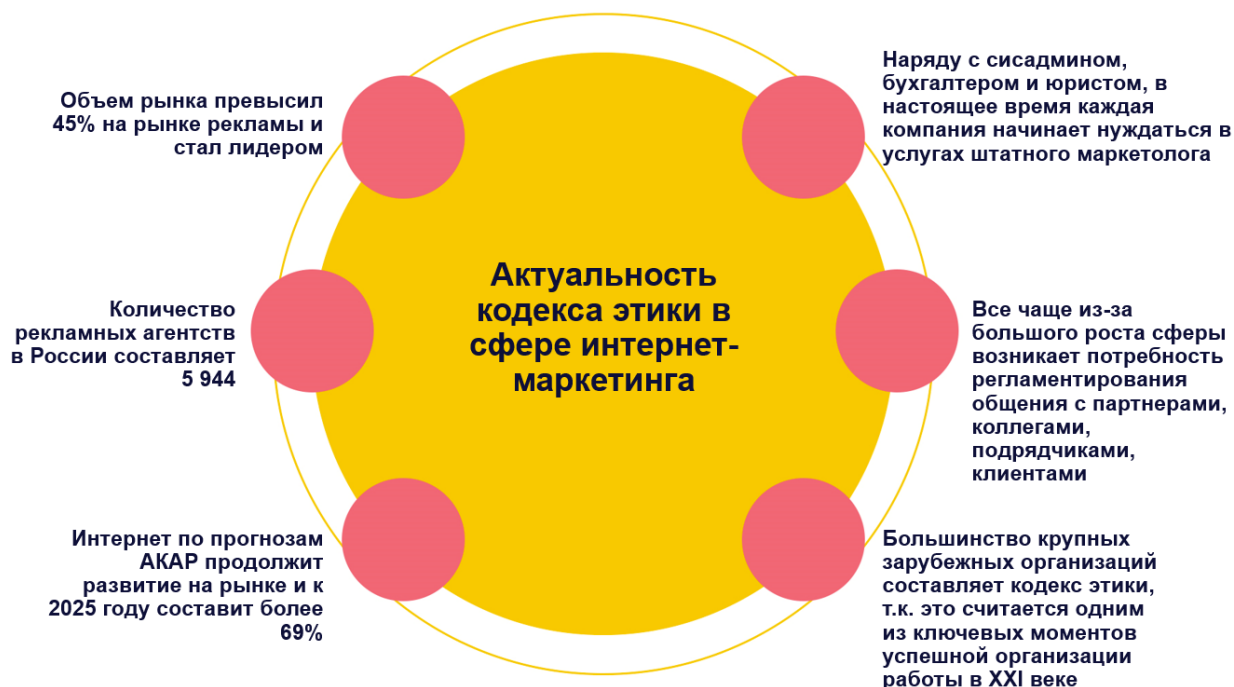 Объем рынка превысил
45% на рынке рекламы и
стал лидером
Количество
рекламных агентств
в России составляет
5 944
Интернет по прогнозам
АКАР продолжит
развитие на рынке и к
2025 году составит более
69%
Актуальность
кодекса этики в
сфере интернет-
маркетинга
Наряду с сисадмином,
бухгалтером и юристом, в
настоящее время каждая
компания начинает нуждаться в
услугах штатного маркетолога
Все чаще из-за
большого роста сферы
возникает потребность
регламентирования
общения с партнерами,
коллегами,
подрядчиками,
клиентами
Большинство крупных
зарубежных организаций
составляет кодекс этики,
т.к. это считается одним
из ключевых моментов
успешной организации
работы в XXI веке